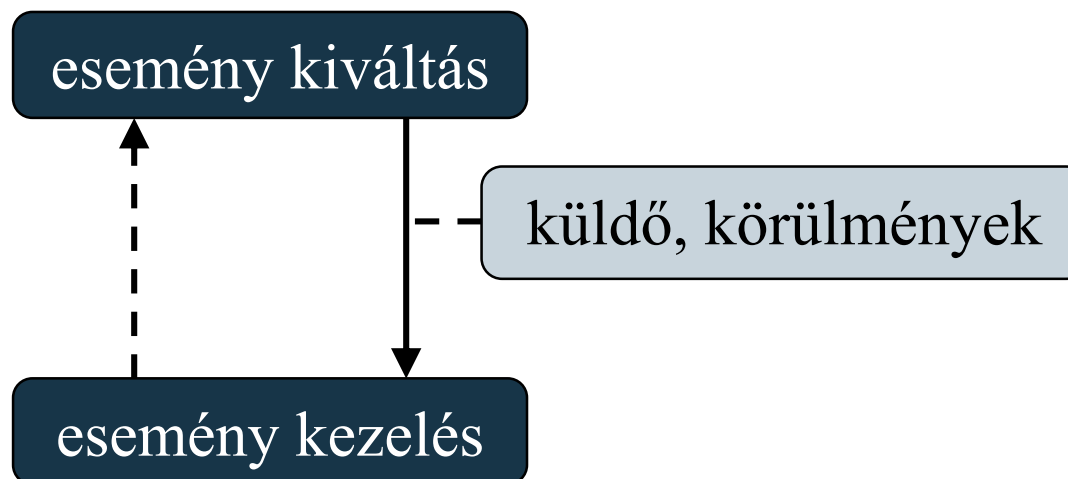 esemény kiváltás
küldő, körülmények
esemény kezelés